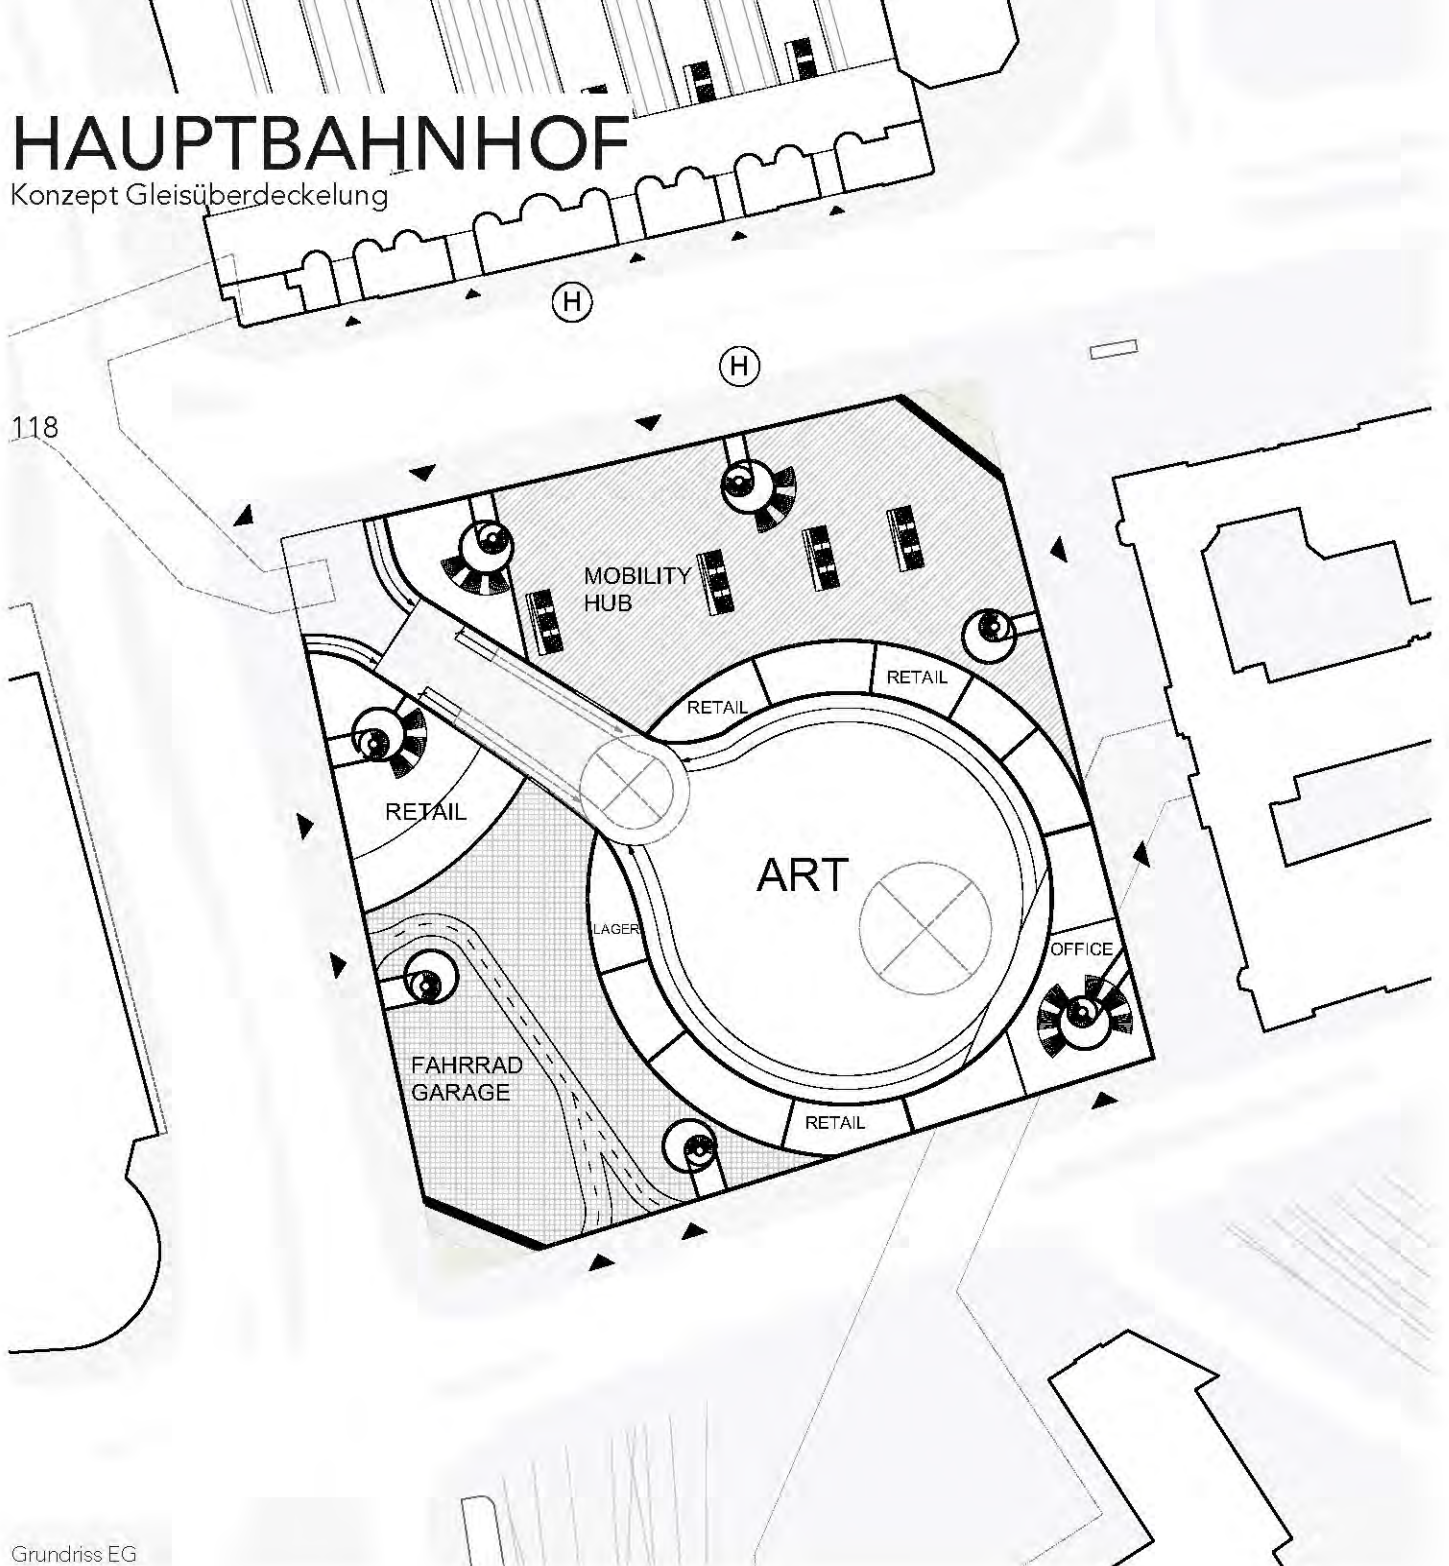 HAUPTBAHNHOF
Konzept Gleisüberdeckelung
H
H
118
MOBILITY
HUB
RETAIL
RETAIL
RETAIL
ART
LAGER
OFFICE
FAHRRAD
GARAGE
RETAIL
Grundriss EG